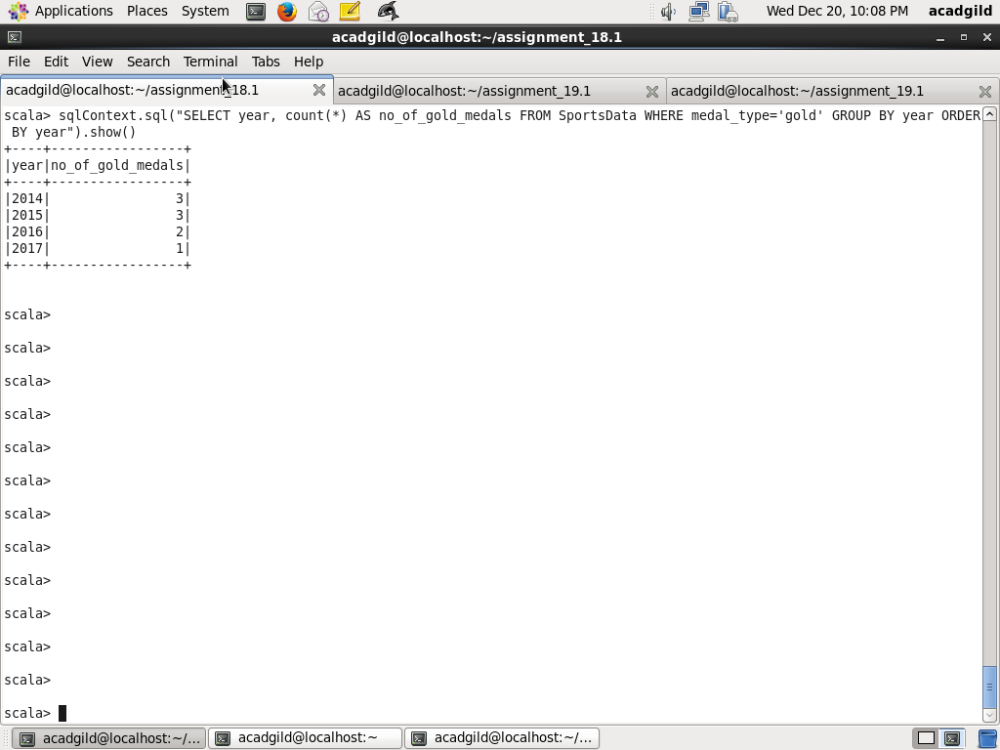 Applications Places System Wed Dec 20, 10:08 PM acadgild
acadgild@localhost:~/assignment_18.1
File Edit View Search Terminal Tabs Help
acadgild@localhost:~/assignment_18.1 acadgild@localhost:~/assignment_19.1 acadgild@localhost:~/assignment_19.1
scala> sqlContext.sql("SELECT year, count(*) AS no_of_gold_medals FROM SportsData WHERE medal_type='gold' GROUP BY year ORDER
 BY year").show()
+----+-----------------+
|year|no_of_gold_medals|
+----+-----------------+
|2014|                3|
|2015|                3|
|2016|                2|
|2017|                1|
+----+-----------------+
scala>
scala>
scala>
scala>
scala>
scala>
scala>
scala>
scala>
scala>
scala>
scala>
scala>
acadgild@localhost:~/... acadgild@localhost:~ acadgild@localhost:~/...